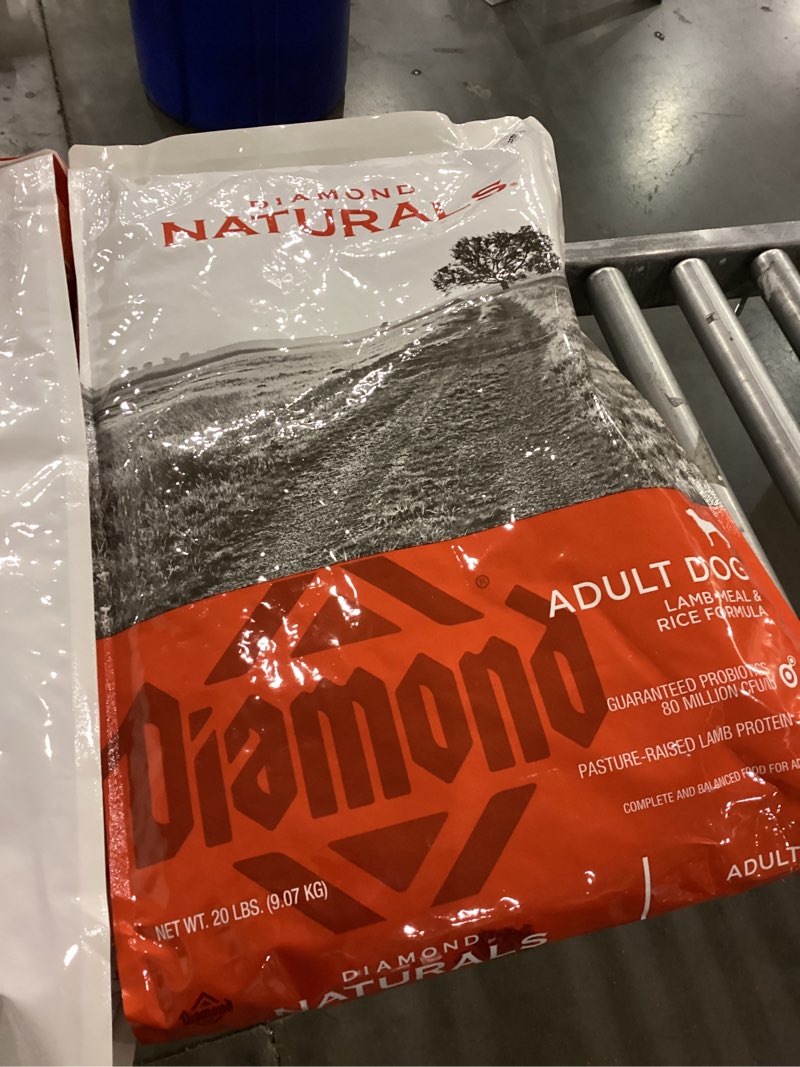 DIAMOND
NATURALS
ADULT DOG
LAMB MEAL &
RICE FORMULA
Diamond®
GUARANTEED PROBIOTICS
80 MILLION CFU/lb
PASTURE-RAISED LAMB PROTEIN
COMPLETE AND BALANCED FOOD FOR
NET WT. 20 LBS. (9.07 KG)
ADULT
DIAMOND
NATURALS
Diamond